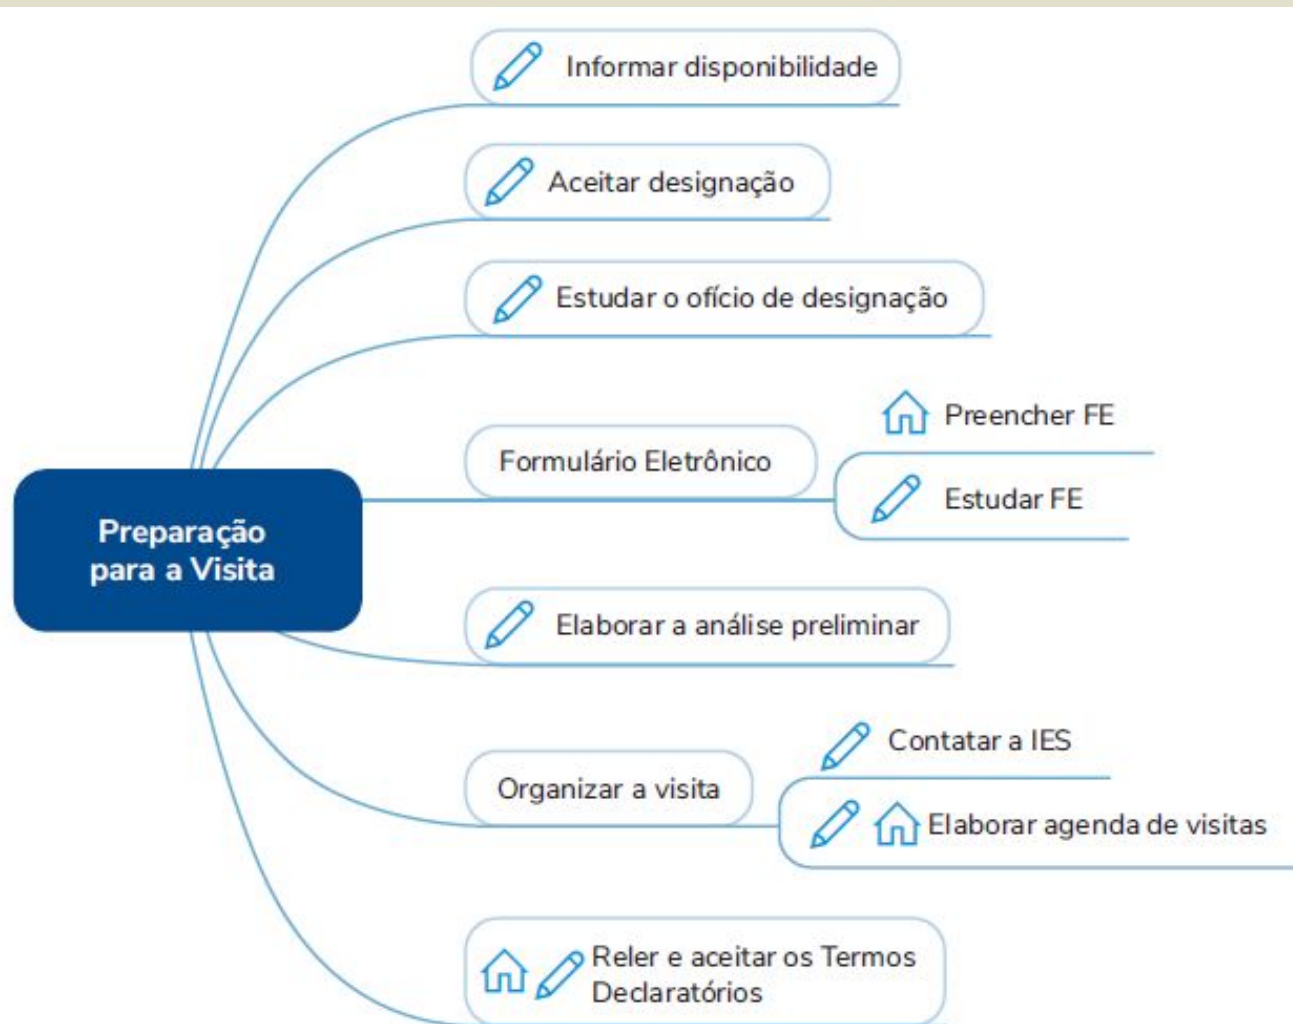 Informar disponibilidade
Aceitar designação
Estudar o ofício de designação
Preencher FE
Formulário Eletrônico
Estudar FE
Preparação
para a Visita
Elaborar a análise preliminar
Contatar a IES
Organizar a visita
Elaborar agenda de visitas
Reler e aceitar os Termos
Declaratórios